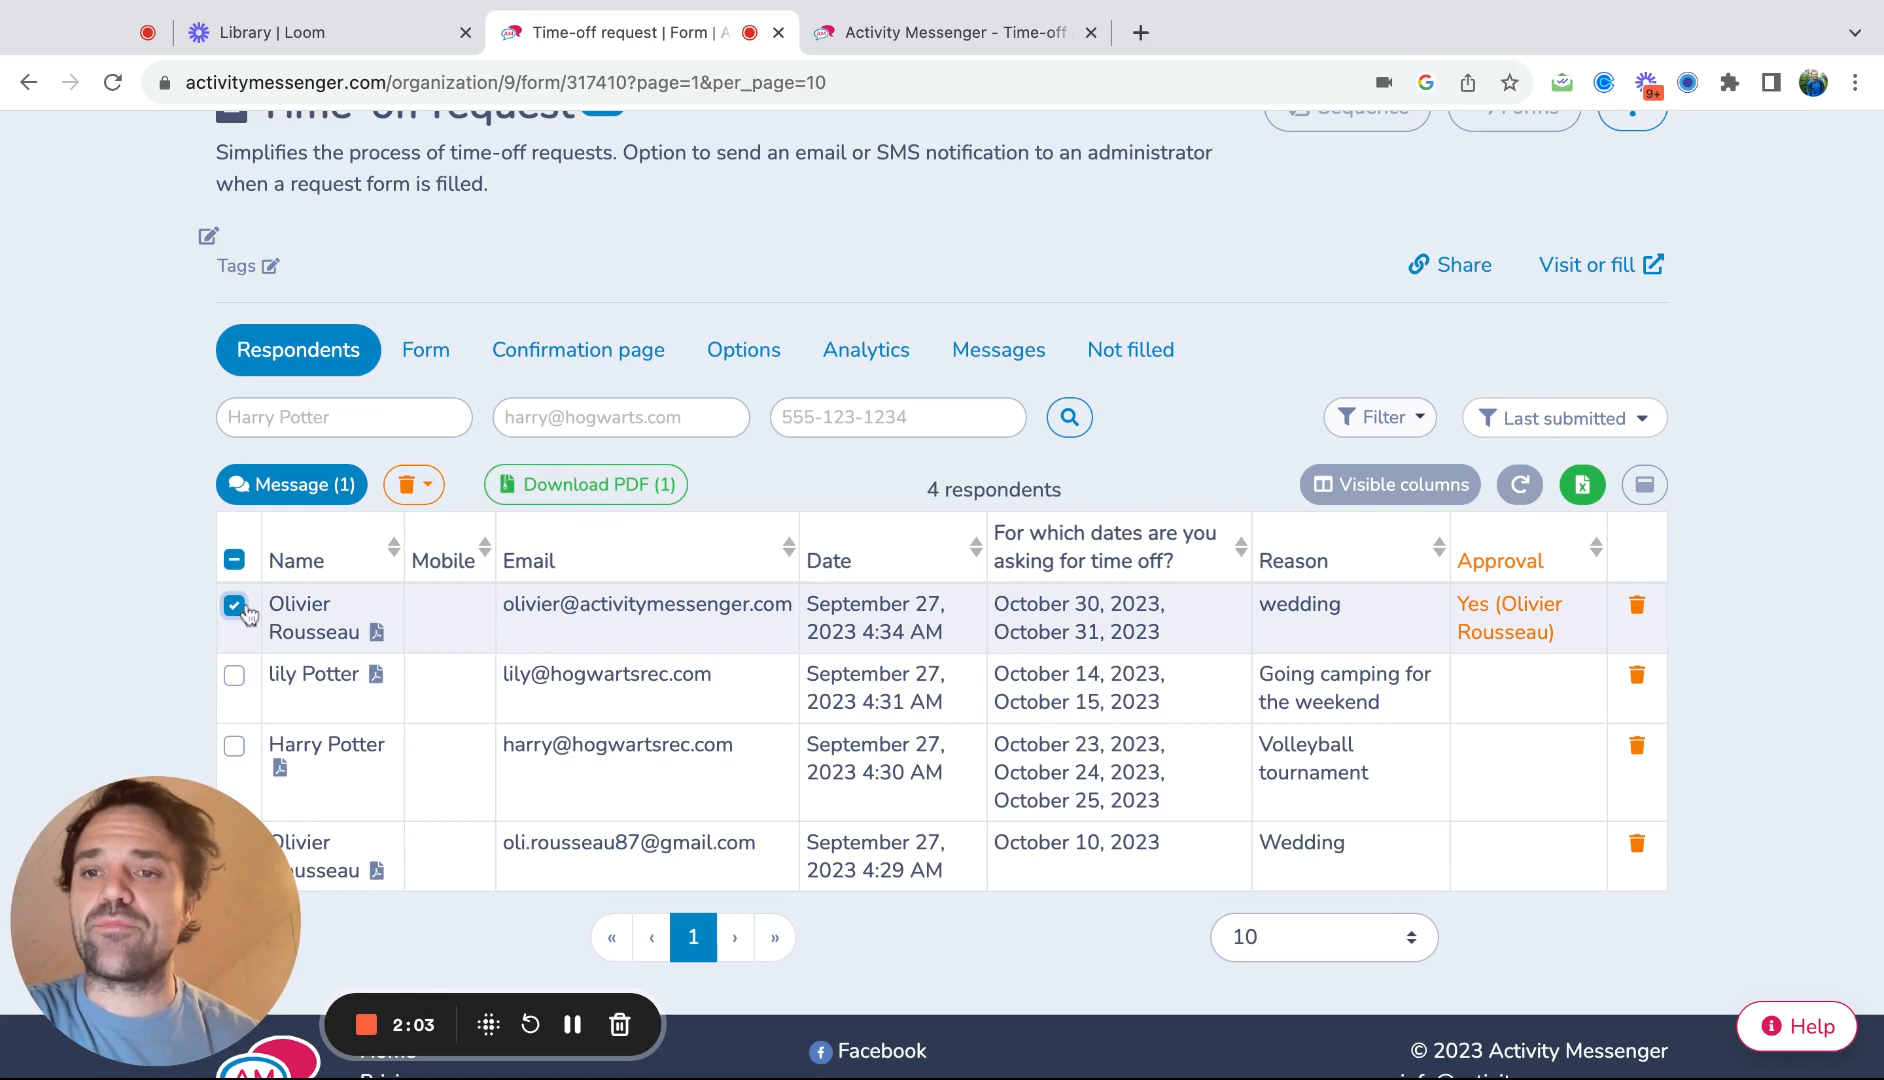 Library | Loom
Time-off request | Form | A
Activity Messenger - Time-off
activitymessenger.com/organization/9/form/317410?page=1&per_page=10
9+
Time-off request
Sequence
Forms
Simplifies the process of time-off requests. Option to send an email or SMS notification to an administrator
when a request form is filled.
Tags
Share
Visit or fill
Respondents
Form
Confirmation page
Options
Analytics
Messages
Not filled
Harry Potter
harry@hogwarts.com
555-123-1234
Filter
Last submitted
Message (1)
Download PDF (1)
4 respondents
Visible columns
Name
Mobile
Email
Date
For which dates are you
asking for time off?
Reason
Approval
Olivier
Rousseau
olivier@activitymessenger.com
September 27,
2023 4:34 AM
October 30, 2023,
October 31, 2023
wedding
Yes (Olivier
Rousseau)
lily Potter
lily@hogwartsrec.com
September 27,
2023 4:31 AM
October 14, 2023,
October 15, 2023
Going camping for
the weekend
Harry Potter
harry@hogwartsrec.com
September 27,
2023 4:30 AM
October 23, 2023,
October 24, 2023,
October 25, 2023
Volleyball
tournament
Olivier
ousseau
oli.rousseau87@gmail.com
September 27,
2023 4:29 AM
October 10, 2023
Wedding
« ‹ 1 › »
10
2:03
Help
AM
Facebook
© 2023 Activity Messenger